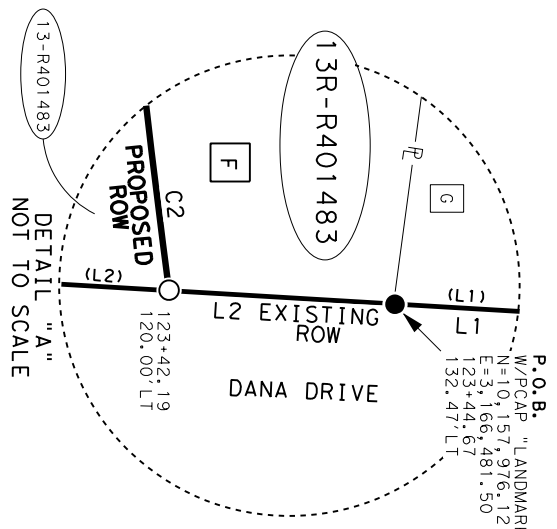 P.O.B.
W/PCAP "LANDMAR
N=10,157,976.12
E=3,166,481.50
123+44.67
132.47'LT
(L1)
L1
G
PL
13R-R401483
F
L2 EXISTING
ROW
DANA DRIVE
C2
PROPOSED
ROW
123+42.19
120.00'LT
(L2)
13-R401483
DETAIL "A"
NOT TO SCALE